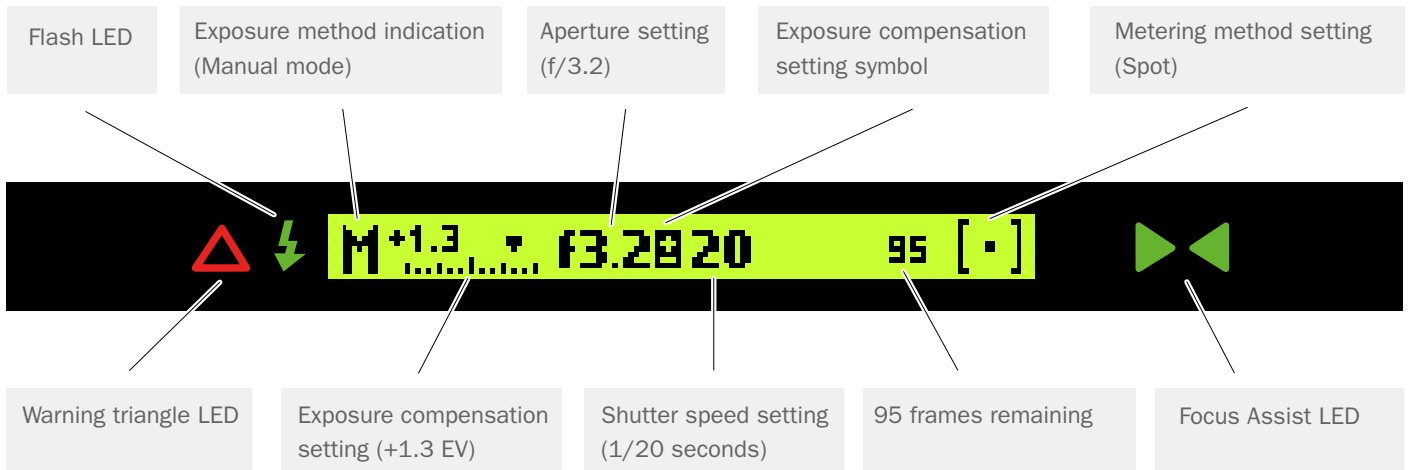 Flash LED
Exposure method indication
(Manual mode)
Aperture setting
(f/3.2)
Exposure compensation
setting symbol
Metering method setting
(Spot)
M +1.3 f3.2 20 95 [ ]
Warning triangle LED
Exposure compensation
setting (+1.3 EV)
Shutter speed setting
(1/20 seconds)
95 frames remaining
Focus Assist LED